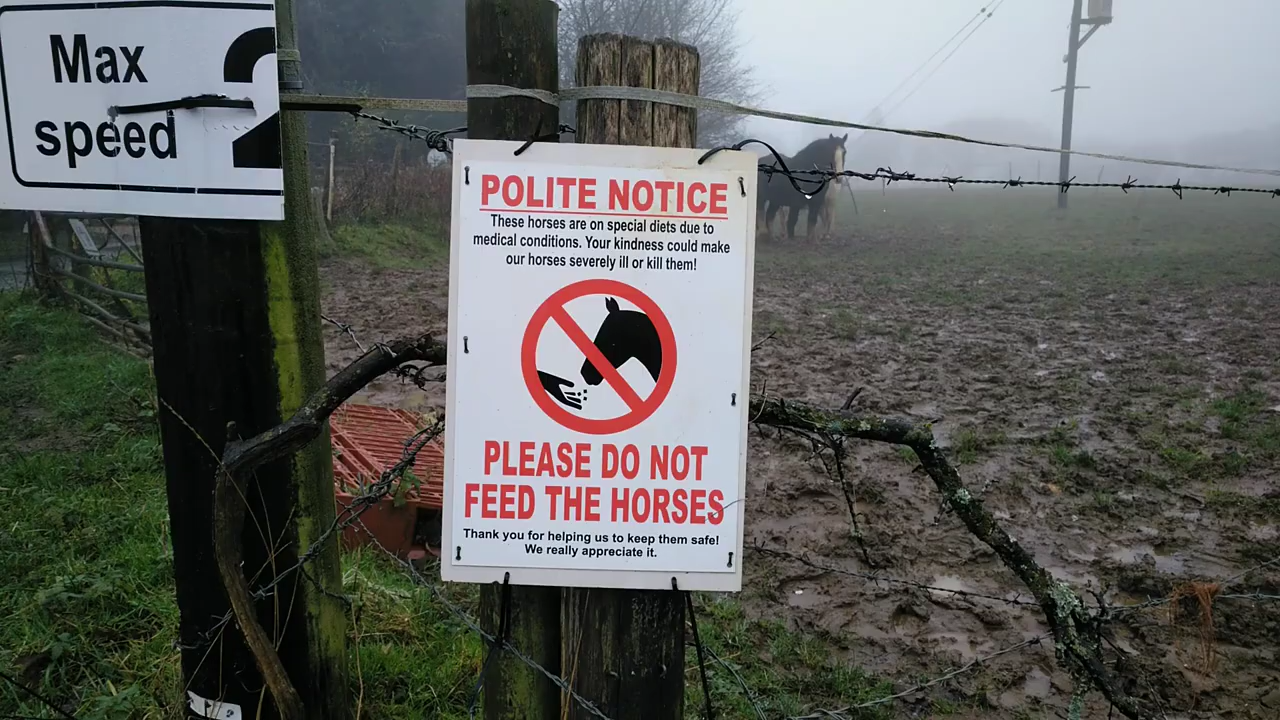 Max
speed
2
POLITE NOTICE
These horses are on special diets due to
medical conditions. Your kindness could make
our horses severely ill or kill them!
PLEASE DO NOT
FEED THE HORSES
Thank you for helping us to keep them safe!
We really appreciate it.